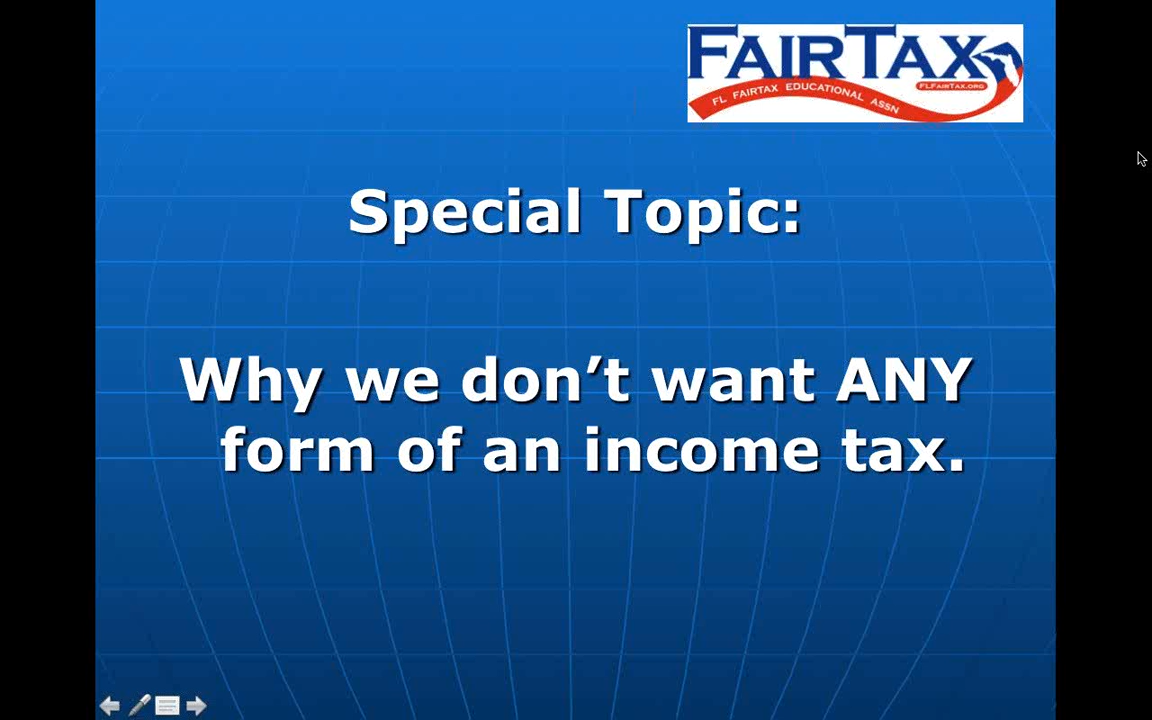 FAIRTAX
FL FAIRTAX EDUCATIONAL ASSN
FLFAIRTAX.ORG
Special Topic:
Why we don’t want ANY
form of an income tax.